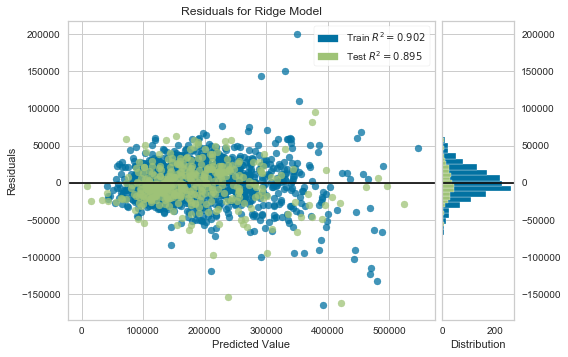 Residuals for Ridge Model
Train R² = 0.902
Test R² = 0.895
Residuals
200000
150000
100000
50000
0
−50000
−100000
−150000
0 100000 200000 300000 400000 500000
Predicted Value
200000
150000
100000
50000
0
−50000
−100000
−150000
0 200
Distribution